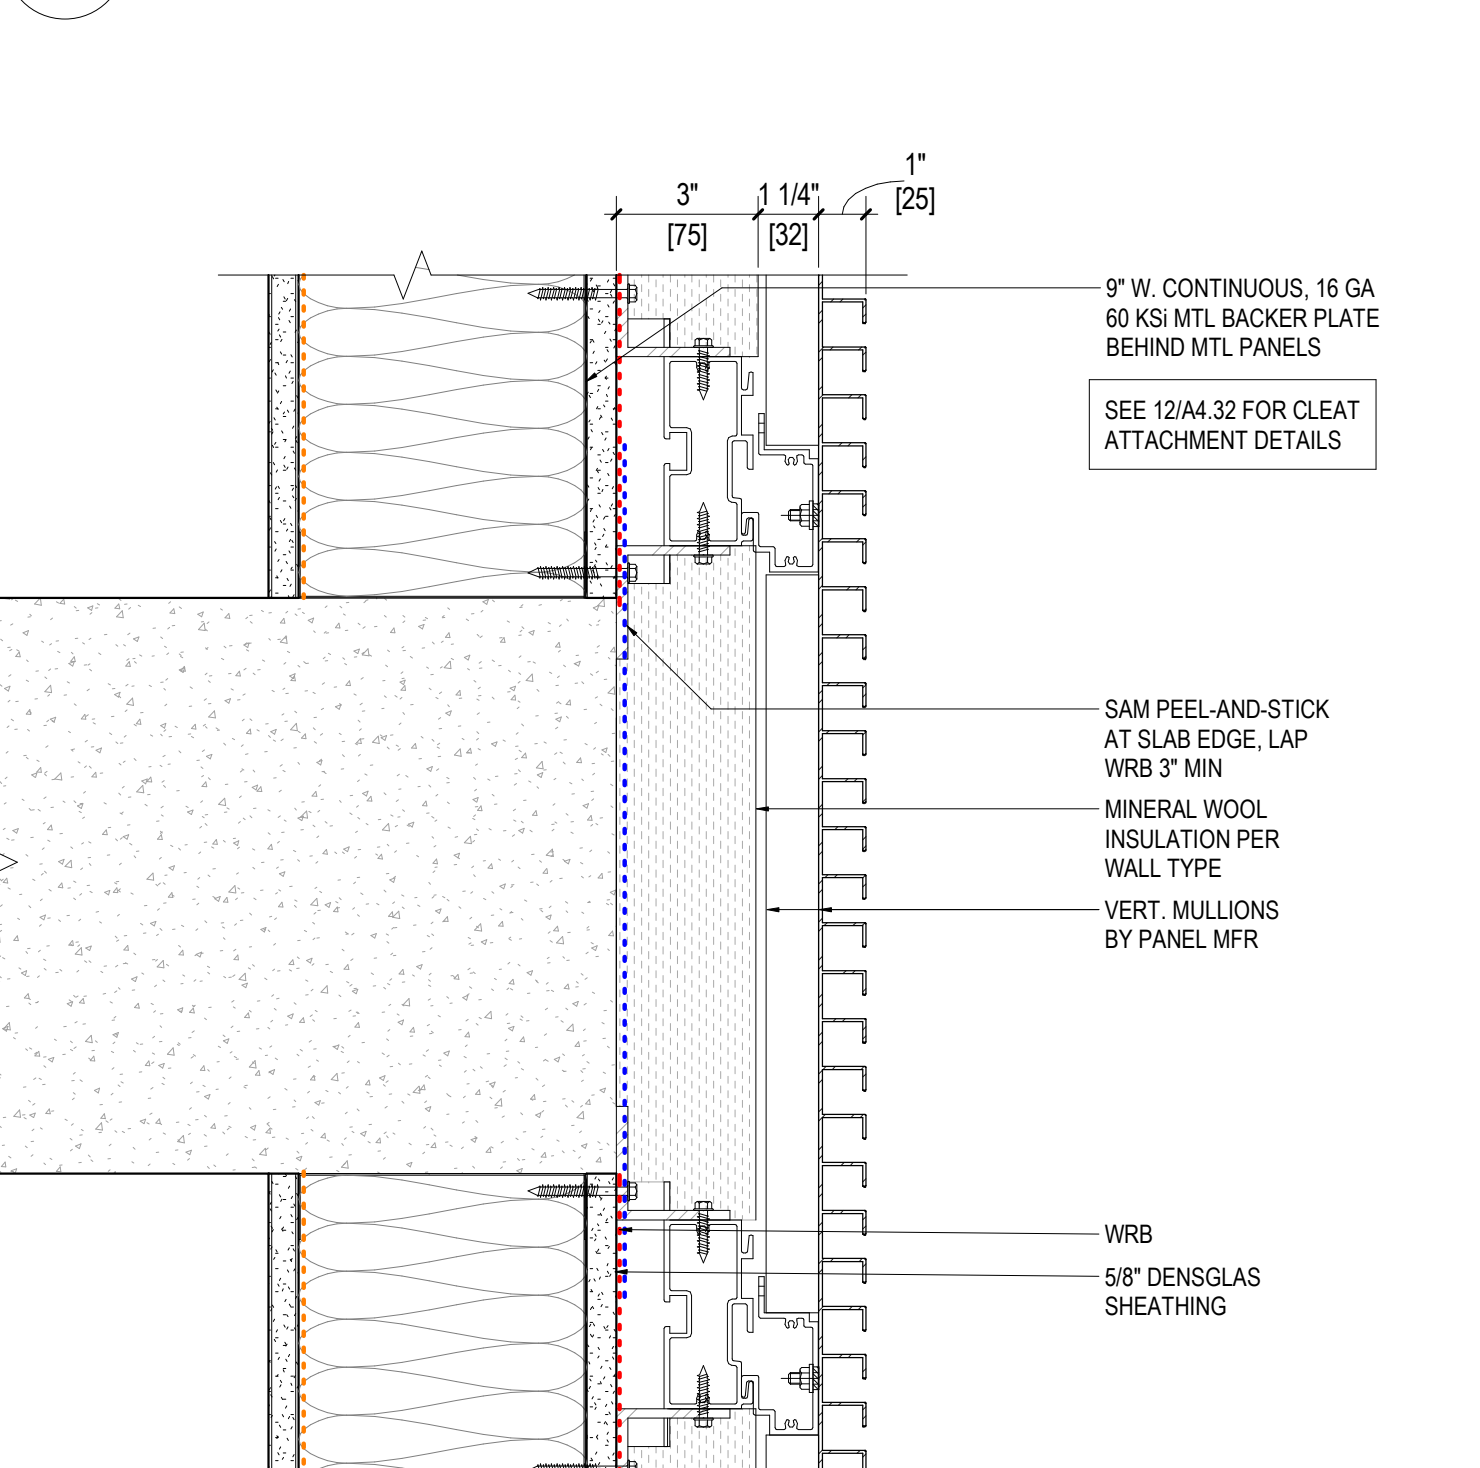 1"
[25]
3"
[75]
1 1/4"
[32]
9" W. CONTINUOUS, 16 GA
60 KSi MTL BACKER PLATE
BEHIND MTL PANELS
SEE 12/A4.32 FOR CLEAT
ATTACHMENT DETAILS
SAM PEEL-AND-STICK
AT SLAB EDGE, LAP
WRB 3" MIN
MINERAL WOOL
INSULATION PER
WALL TYPE
VERT. MULLIONS
BY PANEL MFR
WRB
5/8" DENSGLAS
SHEATHING